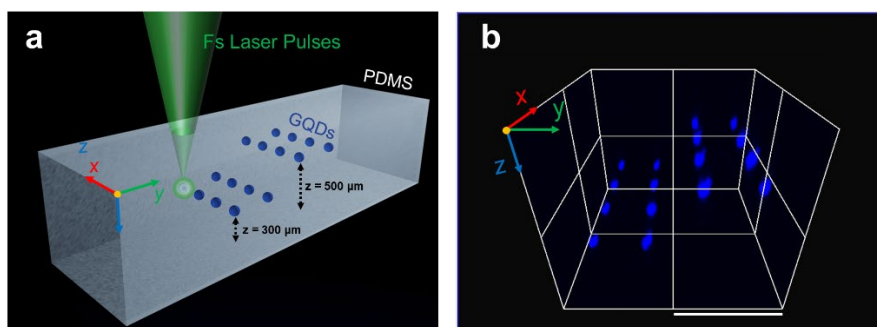 a
Fs Laser Pulses
PDMS
GQDs
z
x
y
z = 500 µm
z = 300 µm
b
x
y
z